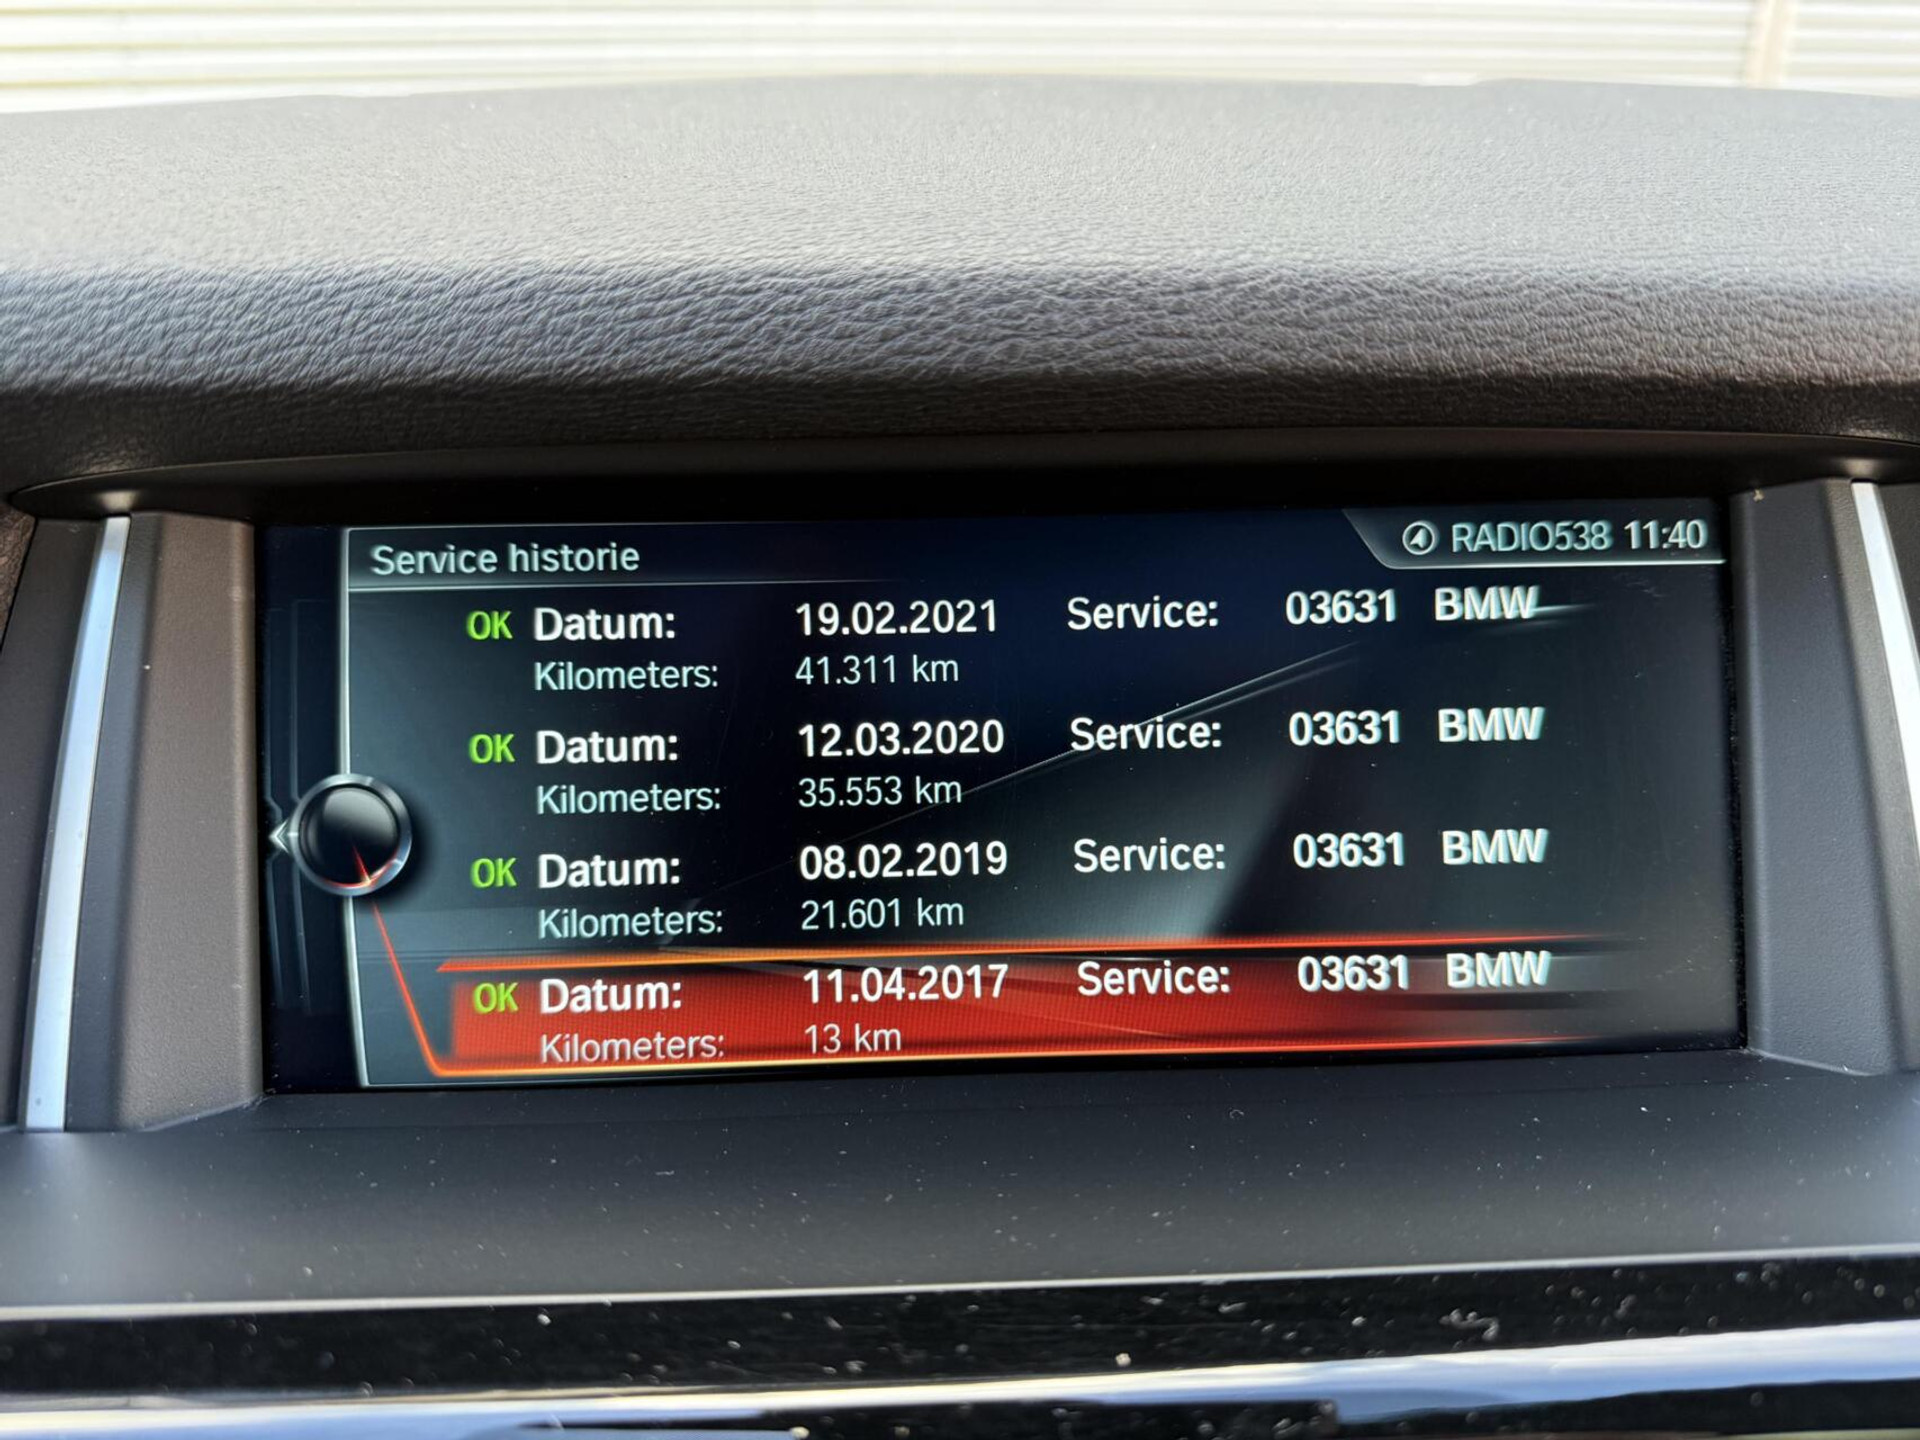 Service historie RADIO538 11:40
OK Datum: 19.02.2021 Service: 03631 BMW
Kilometers: 41.311 km
OK Datum: 12.03.2020 Service: 03631 BMW
Kilometers: 35.553 km
OK Datum: 08.02.2019 Service: 03631 BMW
Kilometers: 21.601 km
OK Datum: 11.04.2017 Service: 03631 BMW
Kilometers: 13 km